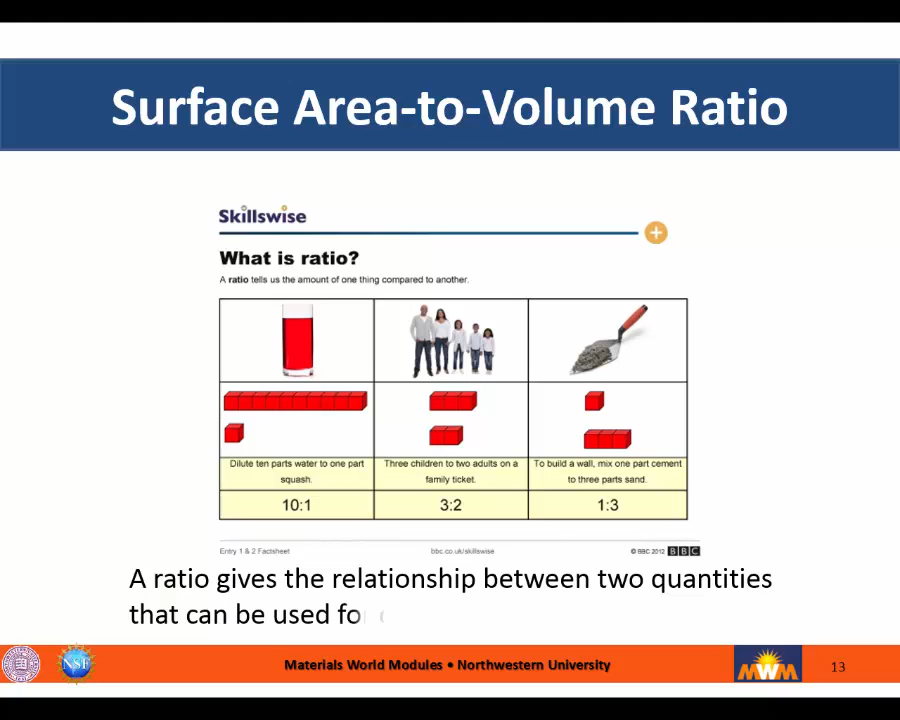 Surface Area-to-Volume Ratio
Skillswise
What is ratio?
A ratio tells us the amount of one thing compared to another.
Dilute ten parts water to one part
squash.
Three children to two adults on a
family ticket.
To build a wall, mix one part cement
to three parts sand.
10:1
3:2
1:3
Entry 1 & 2 Factsheet
bbc.co.uk/skillswise
© BBC 2012 BBC
A ratio gives the relationship between two quantities
that can be used for
NSF
Materials World Modules • Northwestern University
MWM
13